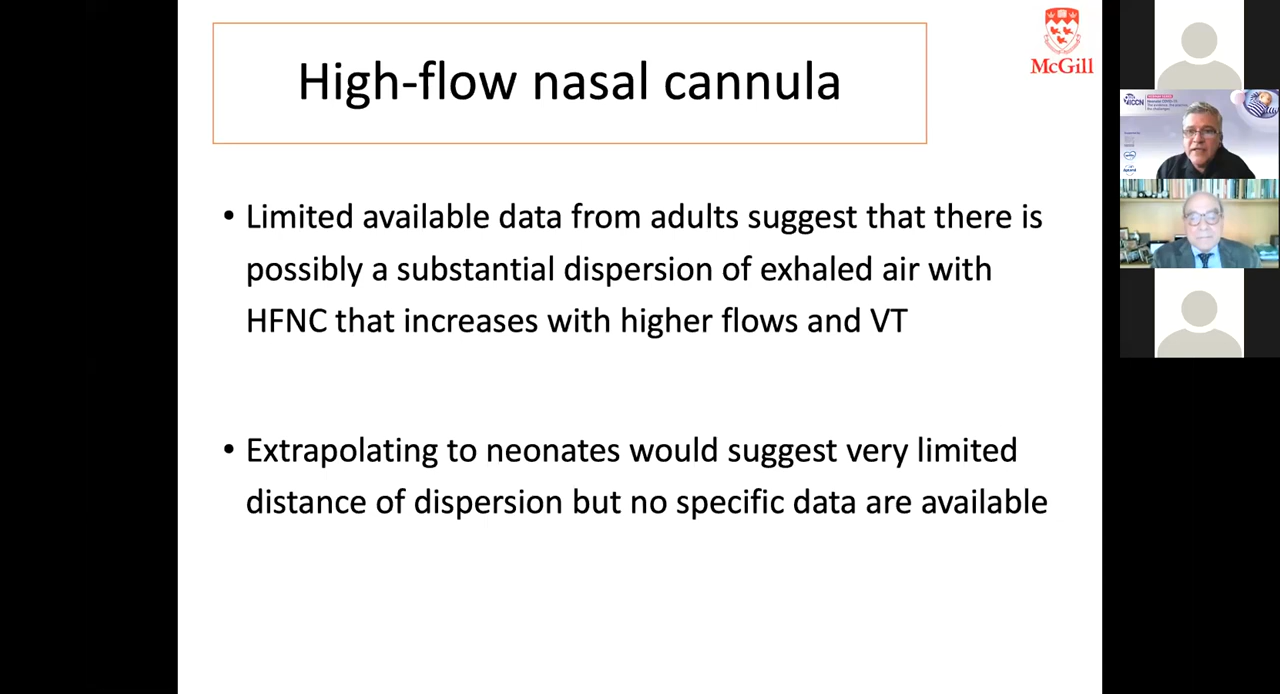 High-flow nasal cannula
McGill
• Limited available data from adults suggest that there is
possibly a substantial dispersion of exhaled air with
HFNC that increases with higher flows and VT
• Extrapolating to neonates would suggest very limited
distance of dispersion but no specific data are available